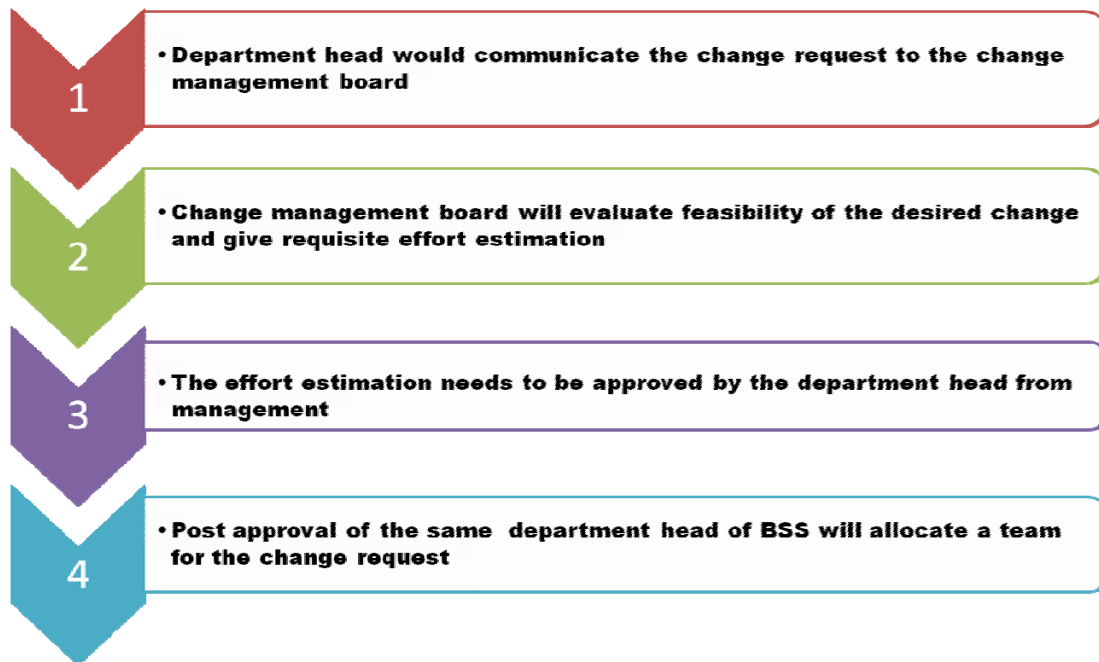 1
• Department head would communicate the change request to the change
management board
2
• Change management board will evaluate feasibility of the desired change
and give requisite effort estimation
3
• The effort estimation needs to be approved by the department head from
management
4
• Post approval of the same  department head of BSS will allocate a team
for the change request